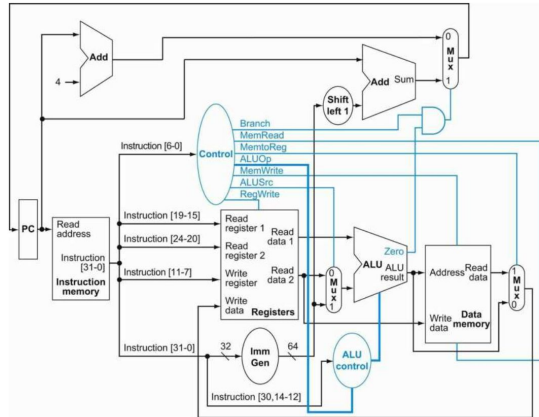 0
Mux
1
Add
4
Add Sum
Shift left 1
Branch
MemRead
MemtoReg
ALUOp
MemWrite
ALUSrc
RegWrite
Control
Instruction [6-0]
PC
Read address
Instruction [31-0]
Instruction memory
Instruction [19-15]
Instruction [24-20]
Instruction [11-7]
Read register 1
Read register 2
Write register
Write data
Read data 1
Read data 2
Registers
0
Mux
1
Zero
ALU
ALU result
Address
Read data
Write data
Data memory
1
Mux
0
Instruction [31-0]
32
Imm Gen
64
ALU control
Instruction [30,14-12]